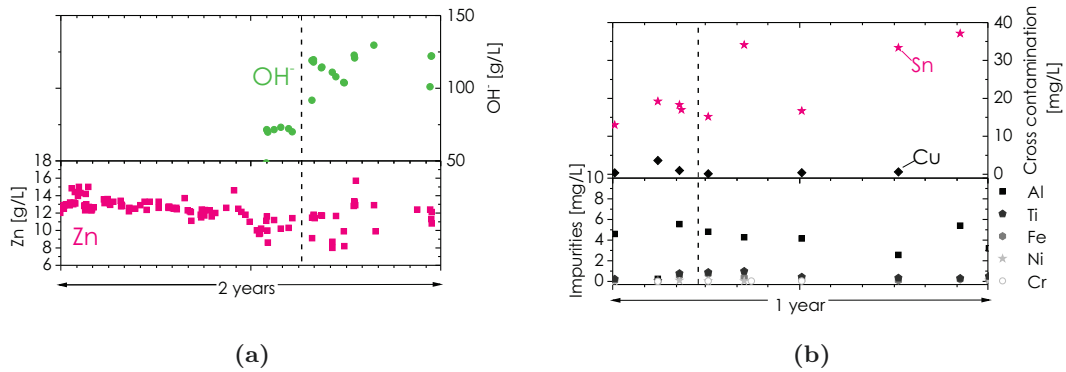 150
100
50
OH⁻ [g/L]
OH⁻
18
16
14
12
10
8
6
Zn [g/L]
Zn
2 years
(a)
40
30
20
10
0
Cross contamination
[mg/L]
Sn
Cu
10
8
6
4
2
0
Impurities [mg/L]
Al
Ti
Fe
Ni
Cr
1 year
(b)